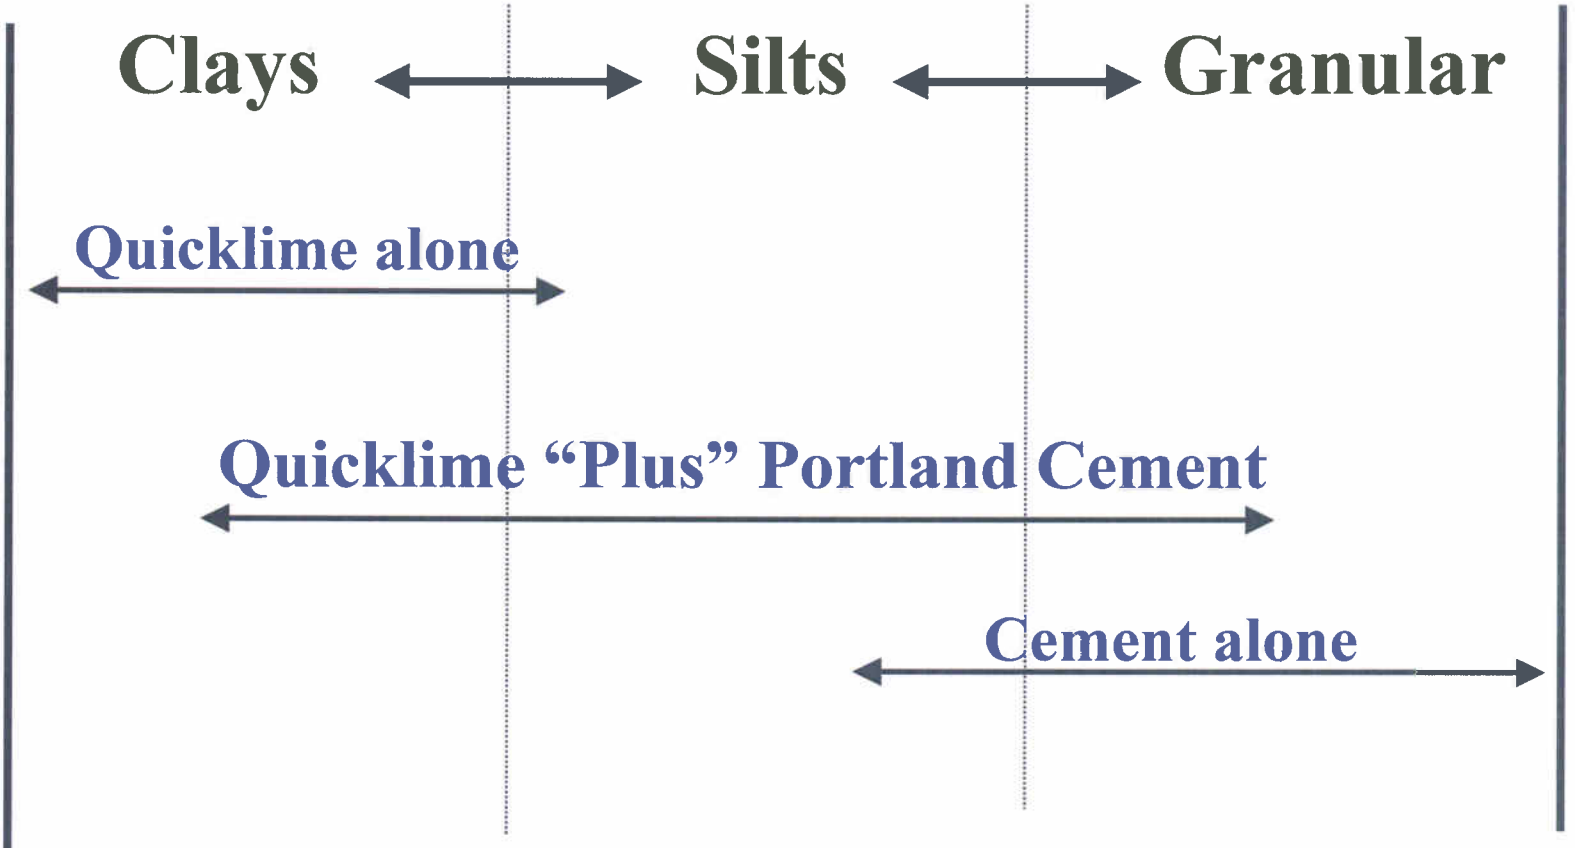 Clays Silts Granular
Quicklime alone
Quicklime “Plus” Portland Cement
Cement alone